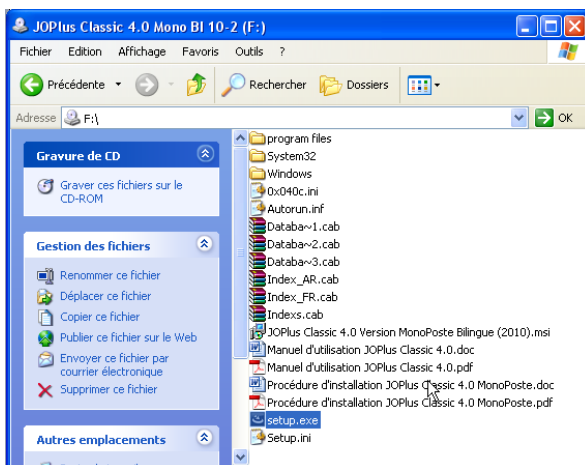 JOPlus Classic 4.0 Mono BI 10-2 (F:)
Fichier Edition Affichage Favoris Outils ?
Précédente Rechercher Dossiers
Adresse F:\ OK
Gravure de CD
Graver ces fichiers sur le
CD-ROM
Gestion des fichiers
Renommer ce fichier
Déplacer ce fichier
Copier ce fichier
Publier ce fichier sur le Web
Envoyer ce fichier par
courrier électronique
Supprimer ce fichier
Autres emplacements
program files
System32
Windows
0x040c.ini
Autorun.inf
Databa~1.cab
Databa~2.cab
Databa~3.cab
Index_AR.cab
Index_FR.cab
Indexs.cab
JOPlus Classic 4.0 Version MonoPoste Bilingue (2010).msi
Manuel d'utilisation JOPlus Classic 4.0.doc
Manuel d'utilisation JOPlus Classic 4.0.pdf
Procédure d'installation JOPlus Classic 4.0 MonoPoste.doc
Procédure d'installation JOPlus Classic 4.0 MonoPoste.pdf
setup.exe
Setup.ini